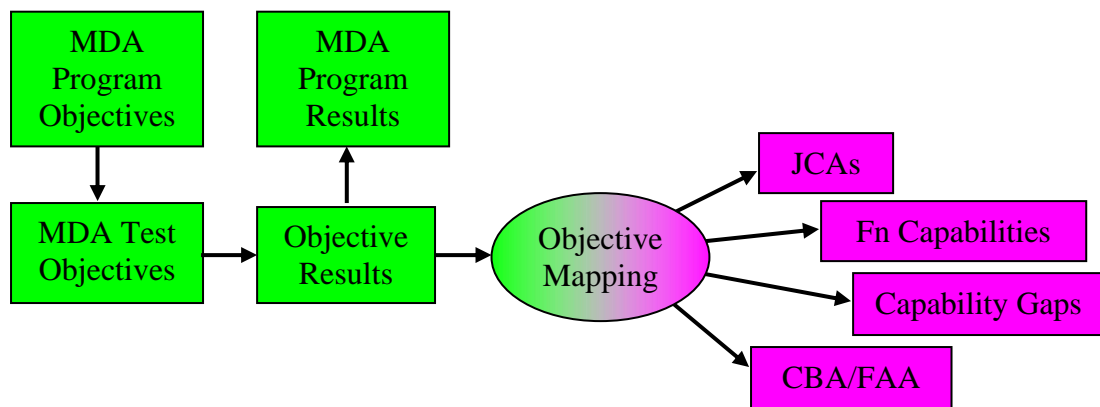 MDA
Program
Objectives
MDA
Program
Results
MDA Test
Objectives
Objective
Results
Objective
Mapping
JCAs
Fn Capabilities
Capability Gaps
CBA/FAA